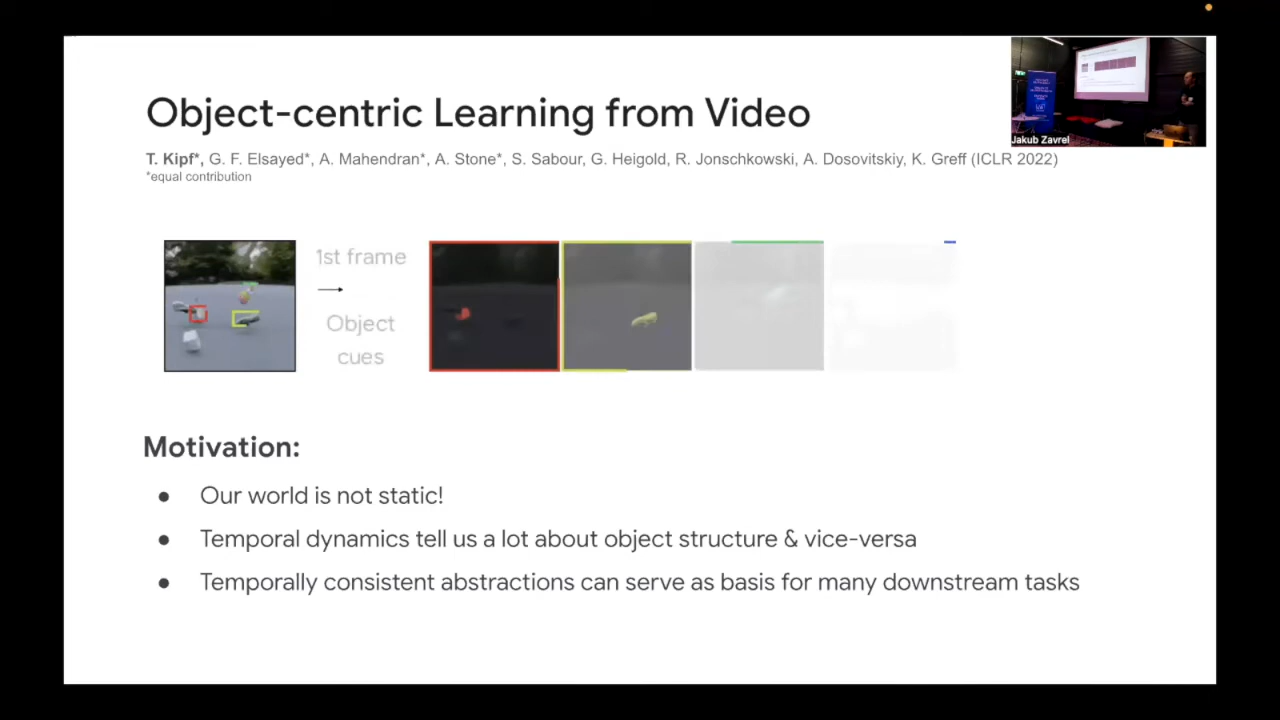 Object-centric Learning from Video
T. Kipf*, G. F. Elsayed*, A. Mahendran*, A. Stone*, S. Sabour, G. Heigold, R. Jonschkowski, A. Dosovitskiy, K. Greff (ICLR 2022)
*equal contribution
Jakub Zavrel
1st frame
Object
cues
Motivation:
● Our world is not static!
● Temporal dynamics tell us a lot about object structure & vice-versa
● Temporally consistent abstractions can serve as basis for many downstream tasks